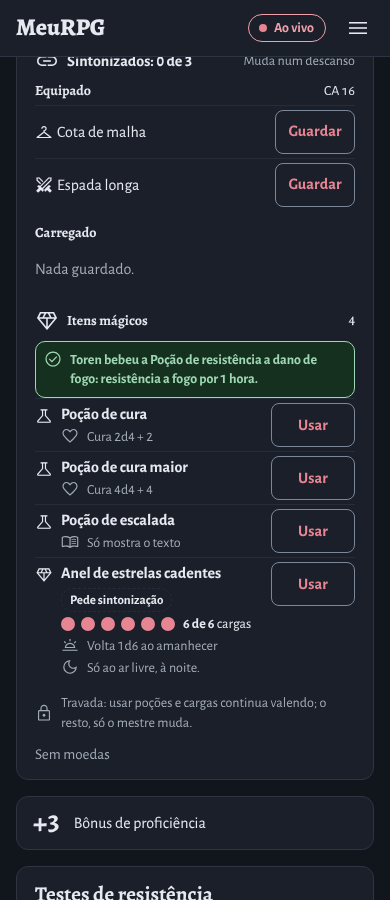 MeuRPG
Ao vivo
Sintonizados: 0 de 3
Muda num descanso
Equipado
CA 16
Cota de malha
Guardar
Espada longa
Guardar
Carregado
Nada guardado.
Itens mágicos
4
Toren bebeu a Poção de resistência a dano de
fogo: resistência a fogo por 1 hora.
Poção de cura
Usar
Cura 2d4 + 2
Poção de cura maior
Usar
Cura 4d4 + 4
Poção de escalada
Usar
Só mostra o texto
Anel de estrelas cadentes
Usar
Pede sintonização
6 de 6 cargas
Volta 1d6 ao amanhecer
Só ao ar livre, à noite.
Travada: usar poções e cargas continua valendo; o
resto, só o mestre muda.
Sem moedas
+3
Bônus de proficiência
Testes de resistência